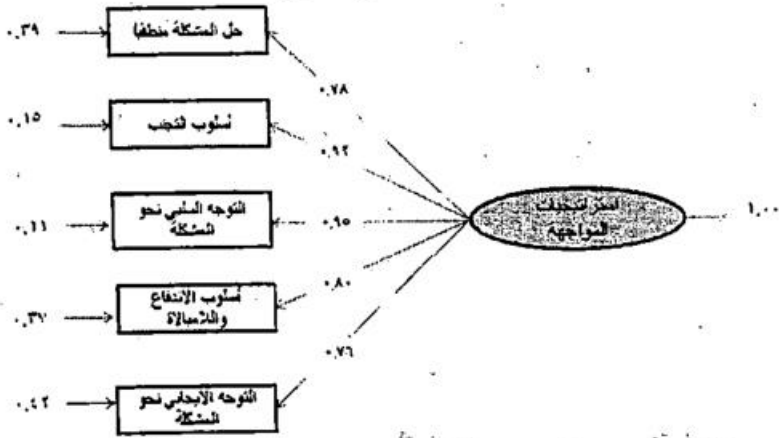 ٠,٣٩
حل المشكلة منطقيا
٠,٧٨
٠,١٥
أسلوب التجنب
٠,٩٢
التوجه السلبي نحو
المشكلة
٠,١١
٠,٩٥
استراتيجيات
المواجهه
١,٠٠
أسلوب الاندفاع
واللامبالاة
٠,٣٧
٠,٨٠
٠,٧٦
التوجه الايجابي نحو
المشكلة
٠,٤٢